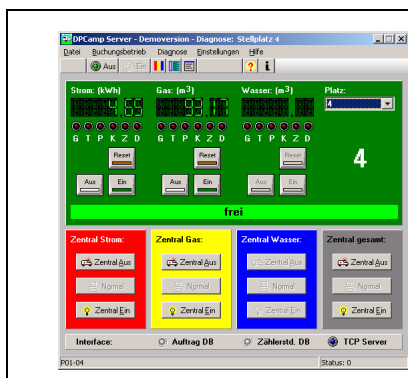 DPCamp Server - Demoversion - Diagnose: Stellplatz 4
Datei Buchungsbetrieb Diagnose Einstellungen Hilfe
Aus Ein ? i
Strom: (kWh) Gas: (m3) Wasser: (m3) Platz:
4
G T P K Z D G T P K Z D G T P K Z D
Reset Reset Reset
4
Aus Ein Aus Ein Aus Ein
frei
Zentral Strom: Zentral Gas: Zentral Wasser: Zentral gesamt:
Zentral Aus Zentral Aus Zentral Aus Zentral Aus
Normal Normal Normal Normal
Zentral Ein Zentral Ein Zentral Ein Zentral Ein
Interface: Auftrag DB Zählerstd. DB TCP Server
P01-04 Status: 0